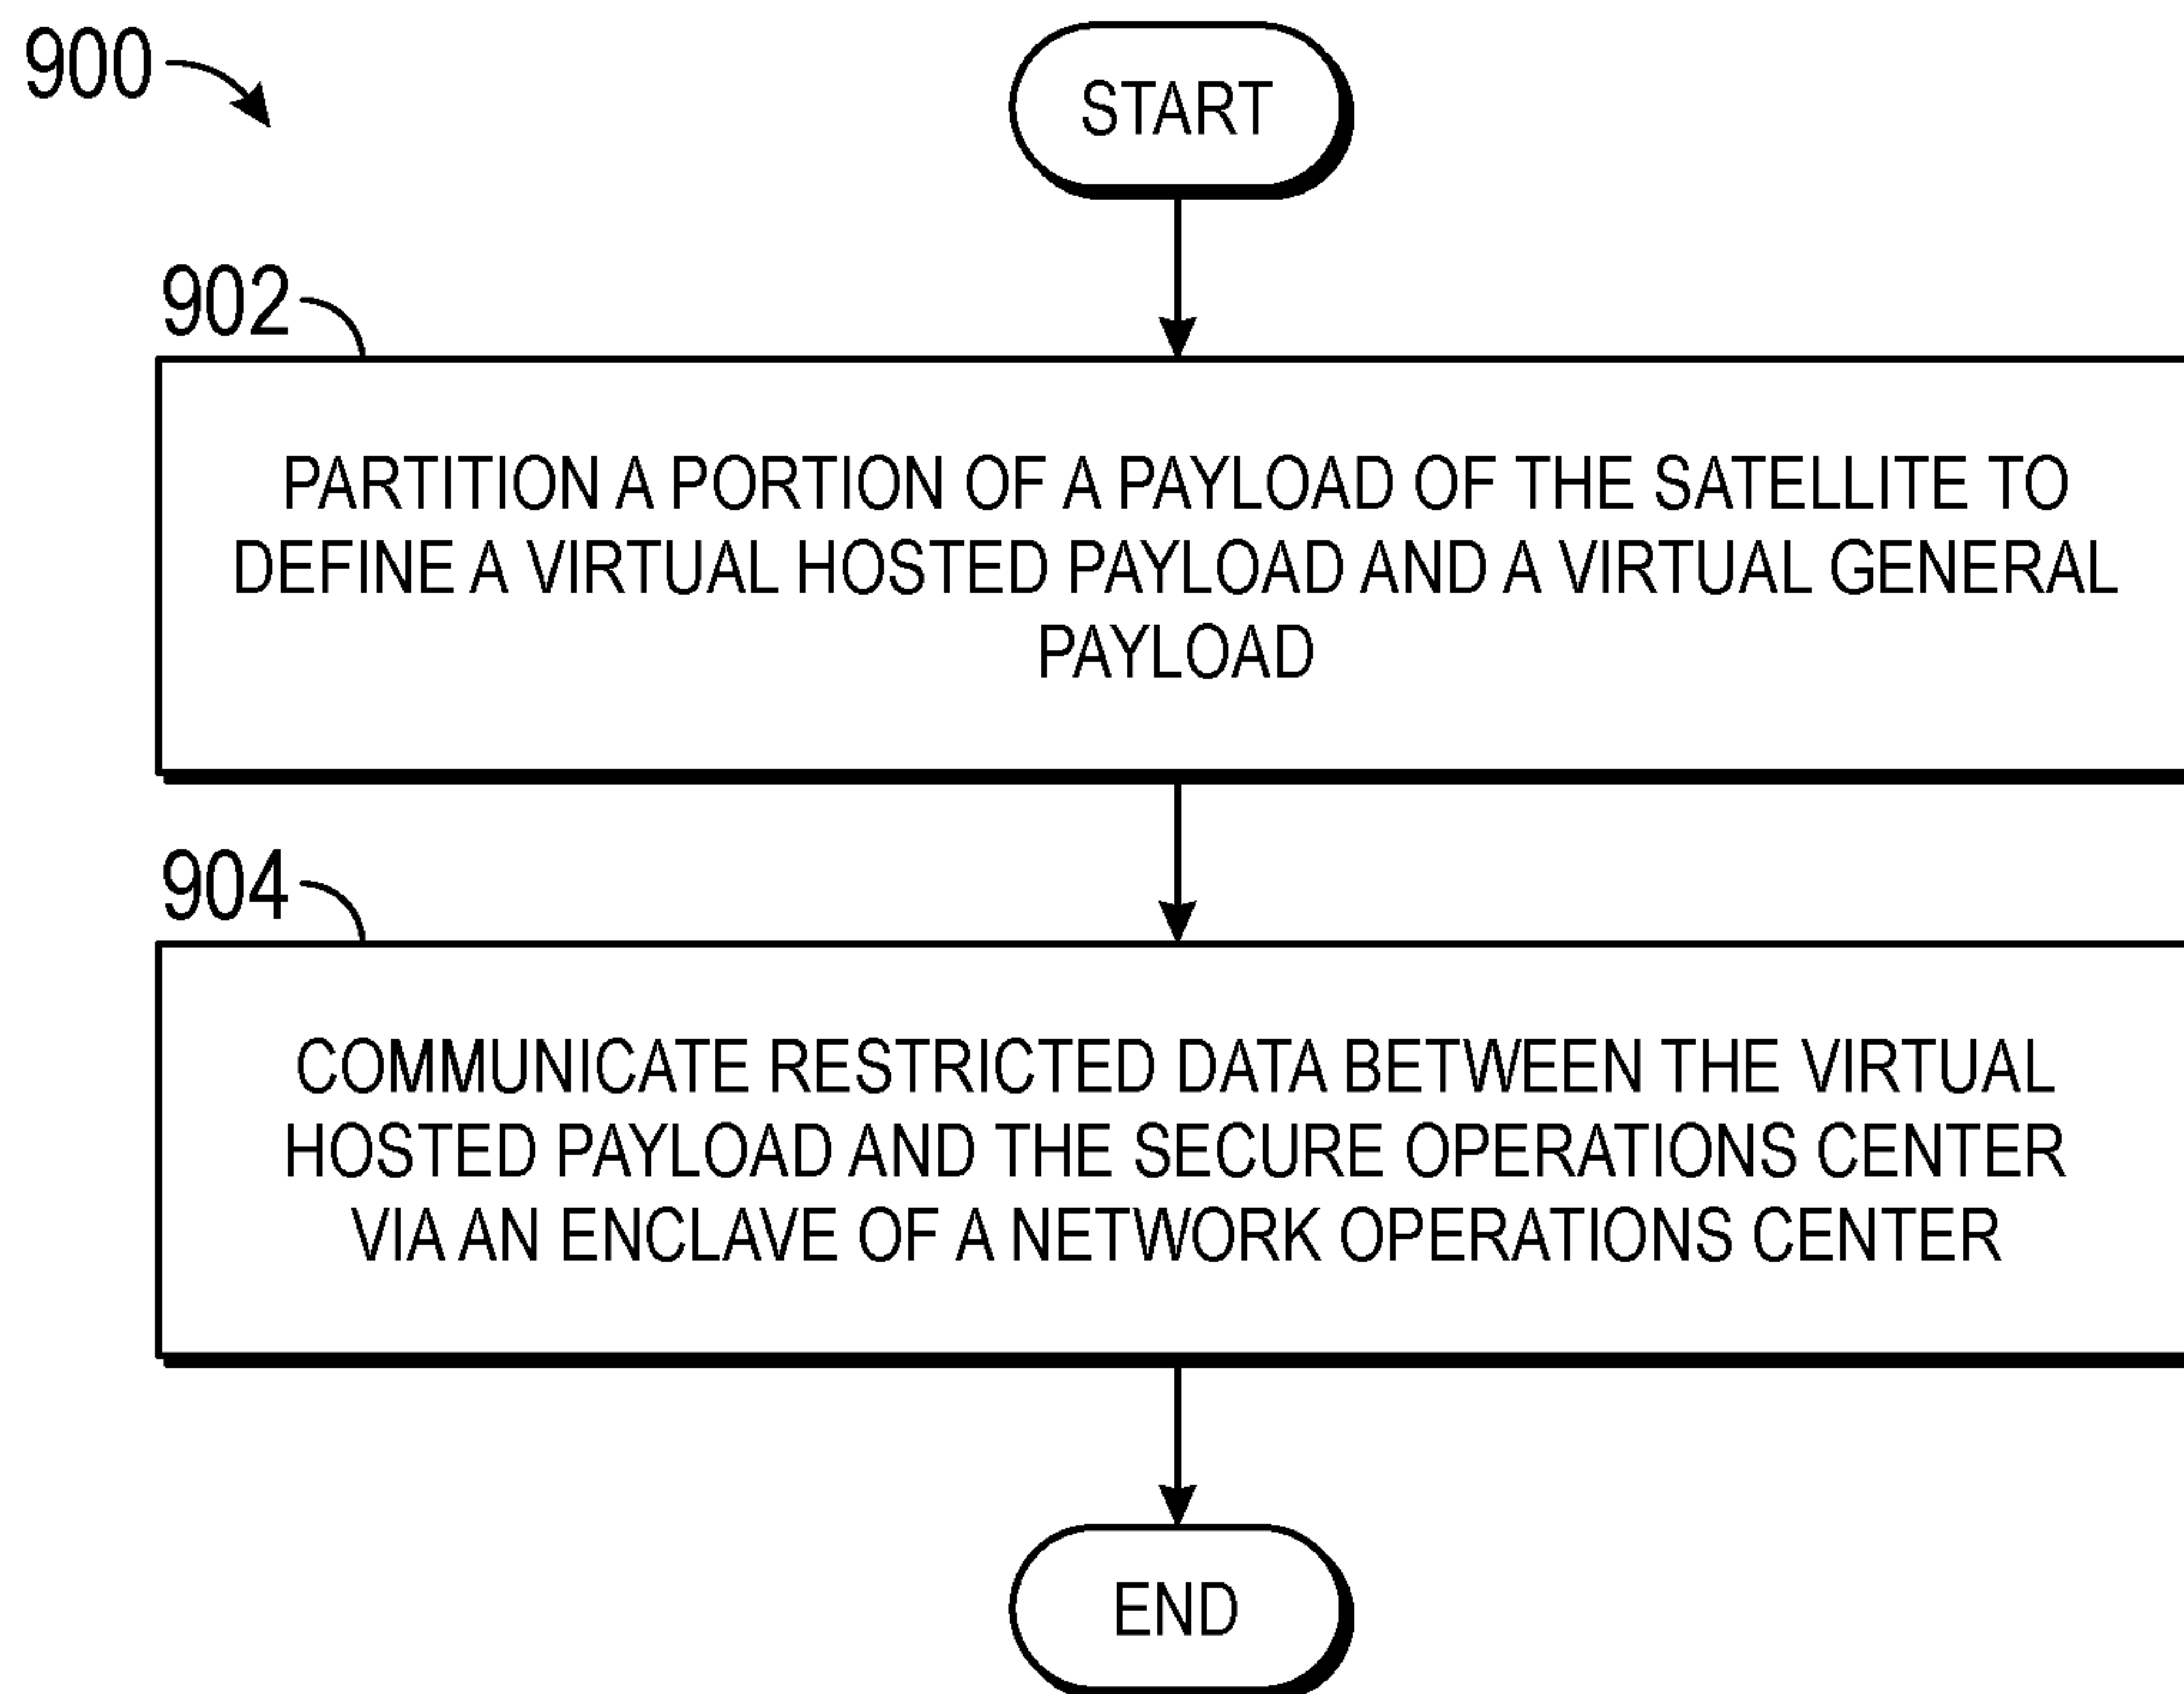 900
START
902
PARTITION A PORTION OF A PAYLOAD OF THE SATELLITE TO
DEFINE A VIRTUAL HOSTED PAYLOAD AND A VIRTUAL GENERAL
PAYLOAD
904
COMMUNICATE RESTRICTED DATA BETWEEN THE VIRTUAL
HOSTED PAYLOAD AND THE SECURE OPERATIONS CENTER
VIA AN ENCLAVE OF A NETWORK OPERATIONS CENTER
END